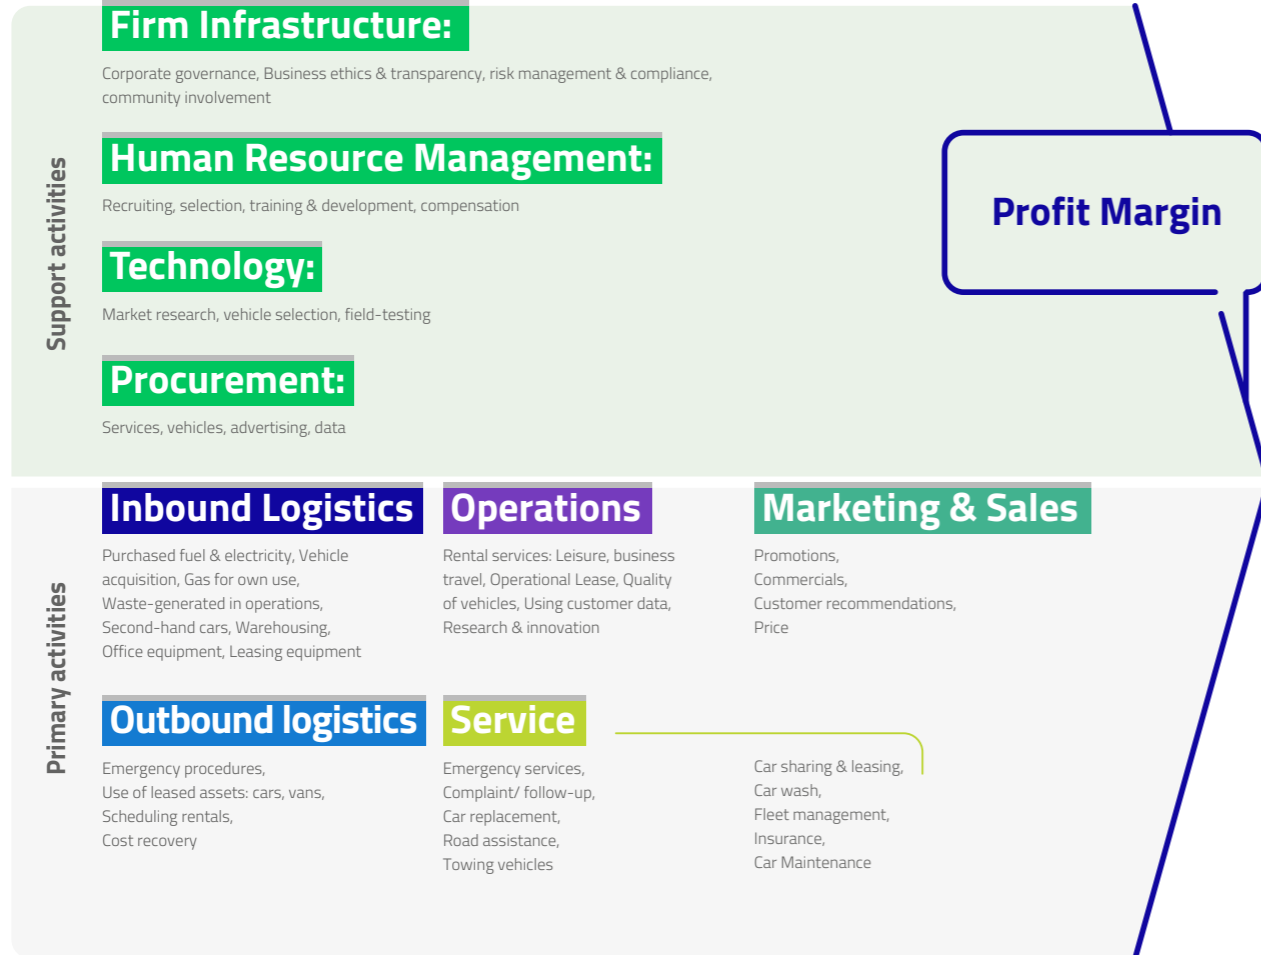 Support activities
Firm Infrastructure:
Corporate governance, Business ethics & transparency, risk management & compliance,
community involvement
Human Resource Management:
Recruiting, selection, training & development, compensation
Technology:
Market research, vehicle selection, field-testing
Procurement:
Services, vehicles, advertising, data
Profit Margin
Primary activities
Inbound Logistics
Purchased fuel & electricity, Vehicle
acquisition, Gas for own use,
Waste-generated in operations,
Second-hand cars, Warehousing,
Office equipment, Leasing equipment
Operations
Rental services: Leisure, business
travel, Operational Lease, Quality
of vehicles, Using customer data,
Research & innovation
Marketing & Sales
Promotions,
Commercials,
Customer recommendations,
Price
Outbound logistics
Emergency procedures,
Use of leased assets: cars, vans,
Scheduling rentals,
Cost recovery
Service
Emergency services,
Complaint/ follow-up,
Car replacement,
Road assistance,
Towing vehicles
Car sharing & leasing,
Car wash,
Fleet management,
Insurance,
Car Maintenance